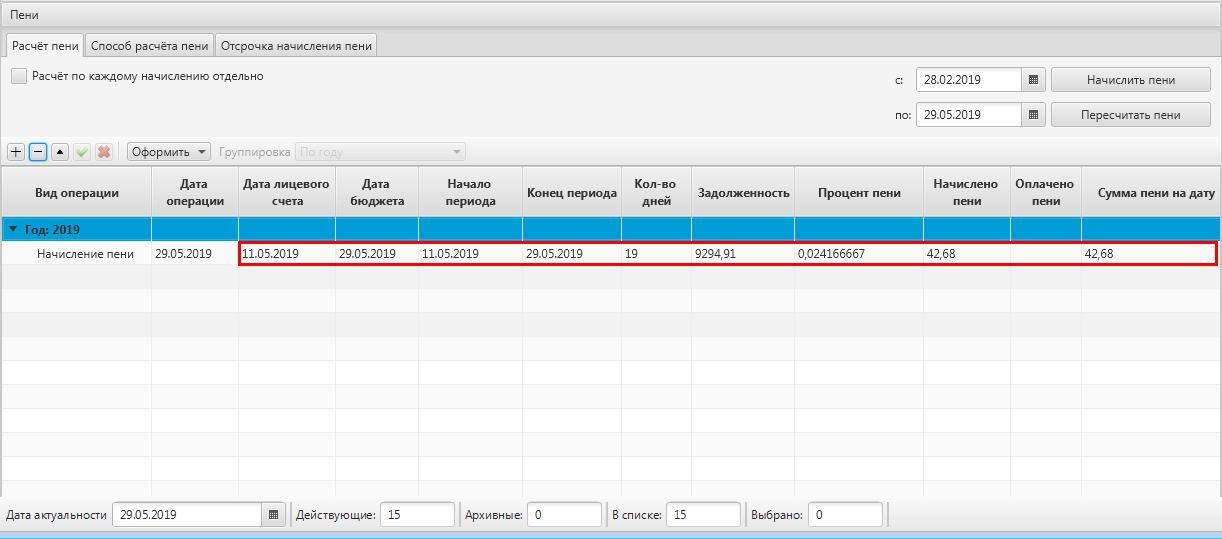 Пени
Расчёт пени Способ расчёта пени Отсрочка начисления пени
Расчёт по каждому начислению отдельно с: 28.02.2019 Начислить пени
по: 29.05.2019 Пересчитать пени
Оформить Группировка По году
Вид операции Дата операции Дата лицевого счета Дата бюджета Начало периода Конец периода Кол-во дней Задолженность Процент пени Начислено пени Оплачено пени Сумма пени на дату
Год: 2019
Начисление пени 29.05.2019 11.05.2019 29.05.2019 11.05.2019 29.05.2019 19 9294,91 0,024166667 42,68 42,68
Дата актуальности 29.05.2019 Действующие: 15 Архивные: 0 В списке: 15 Выбрано: 0